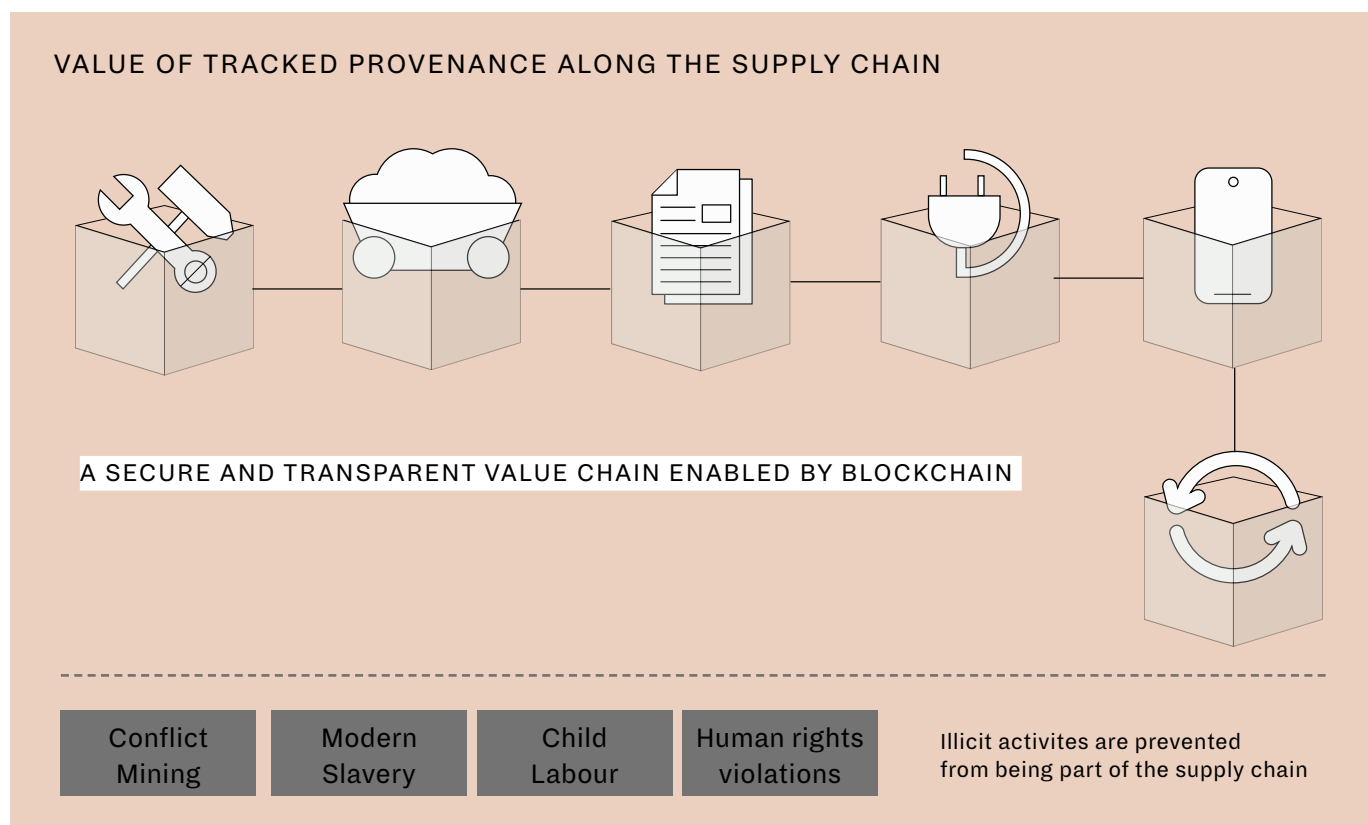 VALUE OF TRACKED PROVENANCE ALONG THE SUPPLY CHAIN
A SECURE AND TRANSPARENT VALUE CHAIN ENABLED BY BLOCKCHAIN
Conflict
Mining
Modern
Slavery
Child
Labour
Human rights
violations
Illicit activites are prevented
from being part of the supply chain